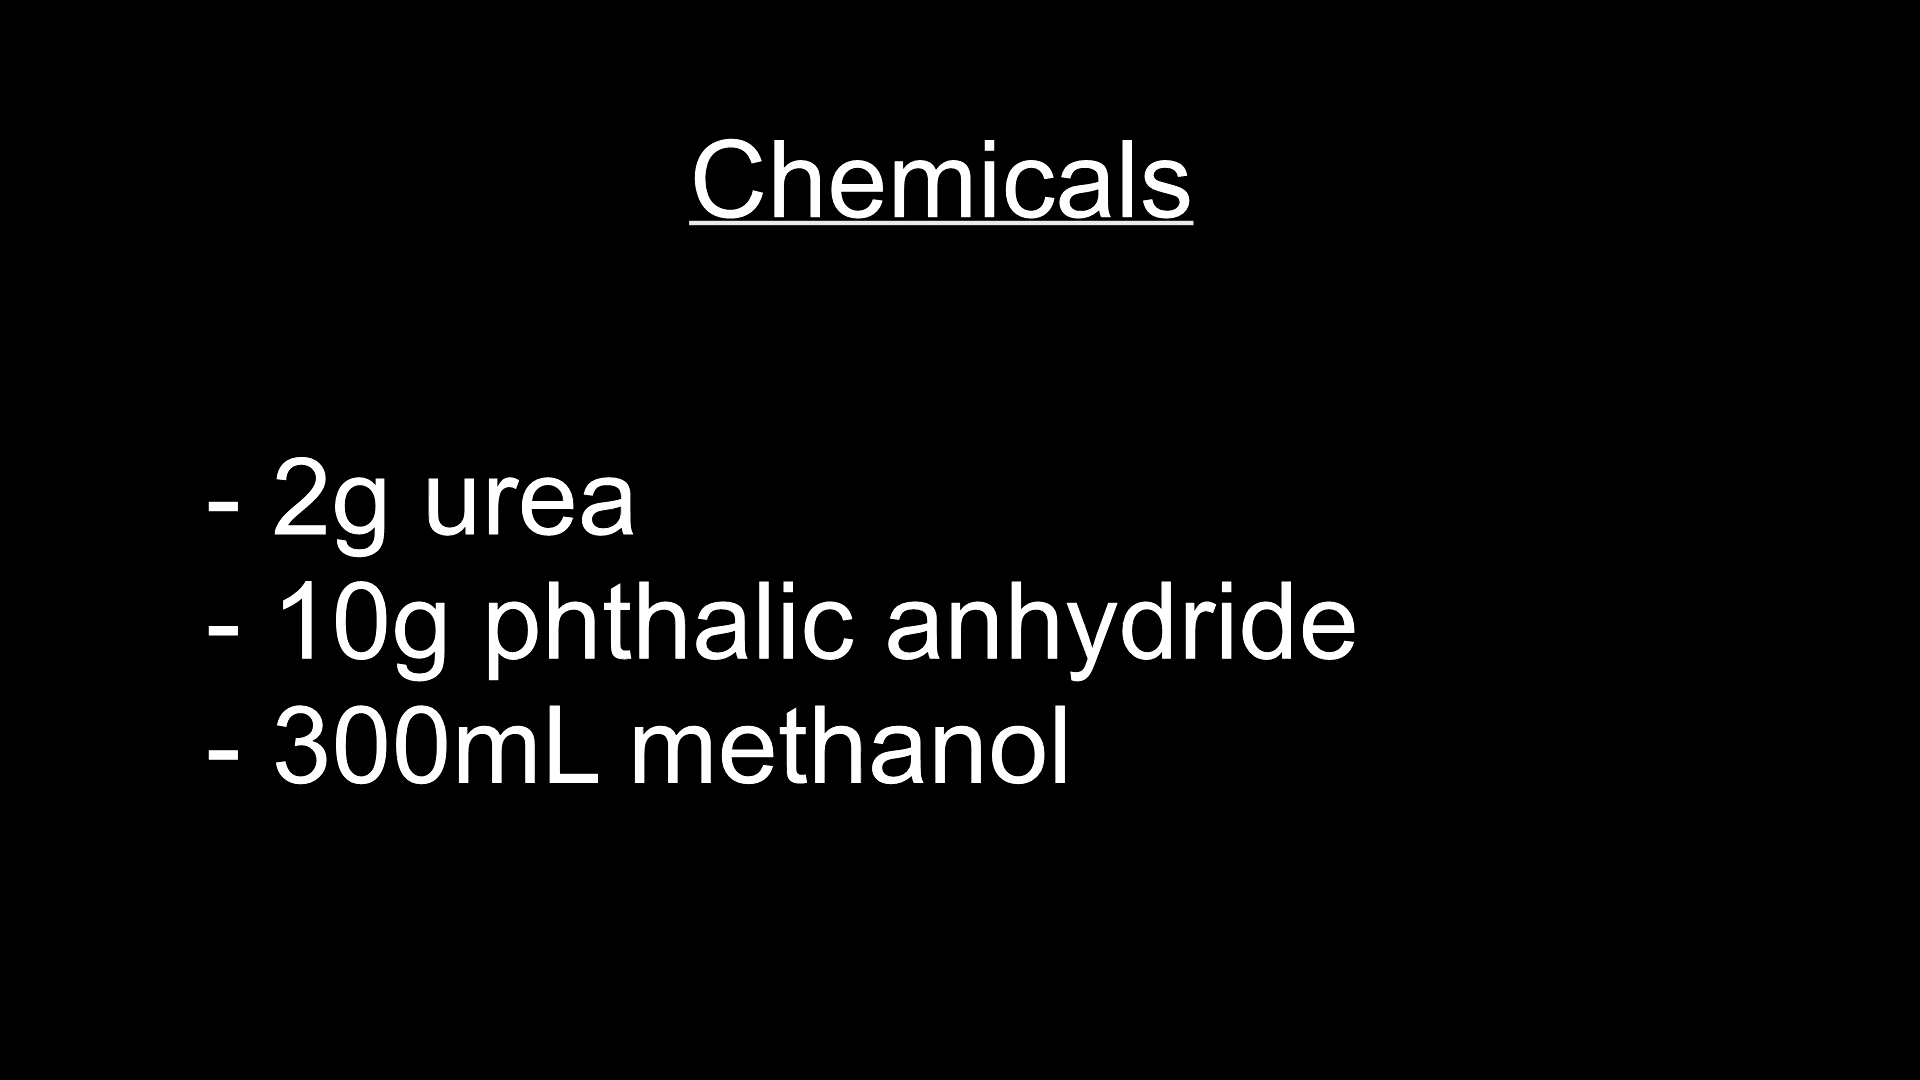 Chemicals
- 2g urea
- 10g phthalic anhydride
- 300mL methanol